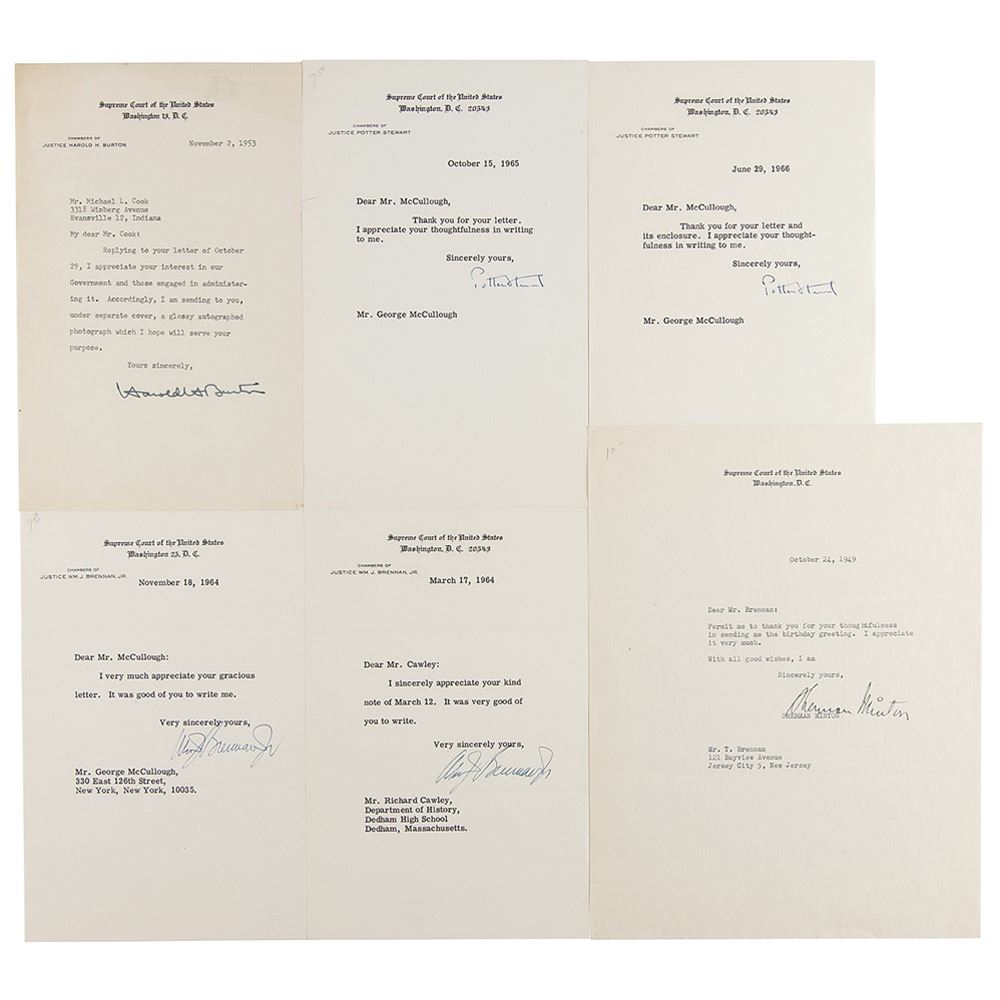 Supreme Court of the United States
Washington 13, D. C.
CHAMBERS OF
JUSTICE HAROLD H. BURTON
November 2, 1953
Mr. Michael L. Cook
3318 Wimberg Avenue
Evansville 12, Indiana
My dear Mr. Cook:
Replying to your letter of October
29, I appreciate your interest in our
Government and those engaged in administer-
ing it. Accordingly, I am sending to you,
under separate cover, a glossy autographed
photograph which I hope will serve your
purpose.
Yours sincerely,
Harold H Burton
7 50
Supreme Court of the United States
Washington, D. C. 20543
CHAMBERS OF
JUSTICE POTTER STEWART
October 15, 1965
Dear Mr. McCullough,
Thank you for your letter.
I appreciate your thoughtfulness in writing
to me.
Sincerely yours,
Potter Stewart
Mr. George McCullough
Supreme Court of the United States
Washington, D. C. 20543
CHAMBERS OF
JUSTICE POTTER STEWART
June 29, 1966
Dear Mr. McCullough,
Thank you for your letter and
its enclosure. I appreciate your thought-
fulness in writing to me.
Sincerely yours,
Potter Stewart
Mr. George McCullough
7 50
Supreme Court of the United States
Washington 25, D. C.
CHAMBERS OF
JUSTICE WM. J. BRENNAN, JR.
November 18, 1964
Dear Mr. McCullough:
I very much appreciate your gracious
letter. It was good of you to write me.
Very sincerely yours,
Wm J Brennan Jr
Mr. George McCullough,
330 East 126th Street,
New York, New York, 10035.
Supreme Court of the United States
Washington, D. C. 20543
CHAMBERS OF
JUSTICE WM. J. BRENNAN, JR.
March 17, 1964
Dear Mr. Cawley:
I sincerely appreciate your kind
note of March 12. It was very good of
you to write.
Very sincerely yours,
Wm J Brennan Jr
Mr. Richard Cawley,
Department of History,
Dedham High School
Dedham, Massachusetts.
10-
Supreme Court of the United States
Washington, D. C.
October 24, 1949
Dear Mr. Brennan:
Permit me to thank you for your thoughtfulness
in sending me the birthday greeting. I appreciate
it very much.
With all good wishes, I am
Sincerely yours,
Sherman Minton
SHERMAN MINTON
Mr. T. Brennan
121 Bayview Avenue
Jersey City 5, New Jersey